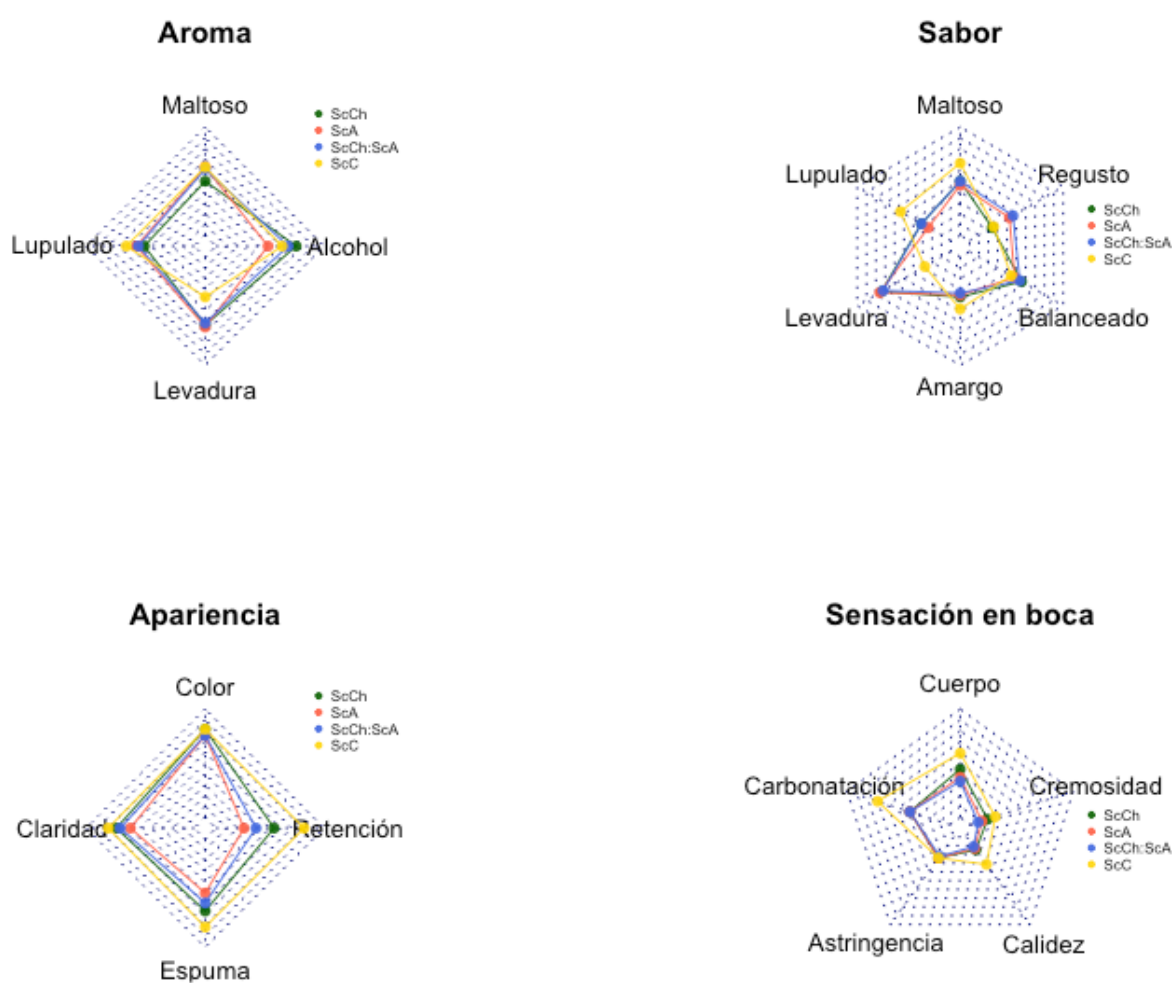 Aroma
Maltoso
ScCh
ScA
ScCh:ScA
ScC
Lupulado
Alcohol
Levadura
Sabor
Maltoso
Lupulado
Regusto
ScCh
ScA
ScCh:ScA
ScC
Levadura
Balanceado
Amargo
Apariencia
Color
ScCh
ScA
ScCh:ScA
ScC
Claridad
Retención
Espuma
Sensación en boca
Cuerpo
Carbonatación
Cremosidad
ScCh
ScA
ScCh:ScA
ScC
Astringencia
Calidez